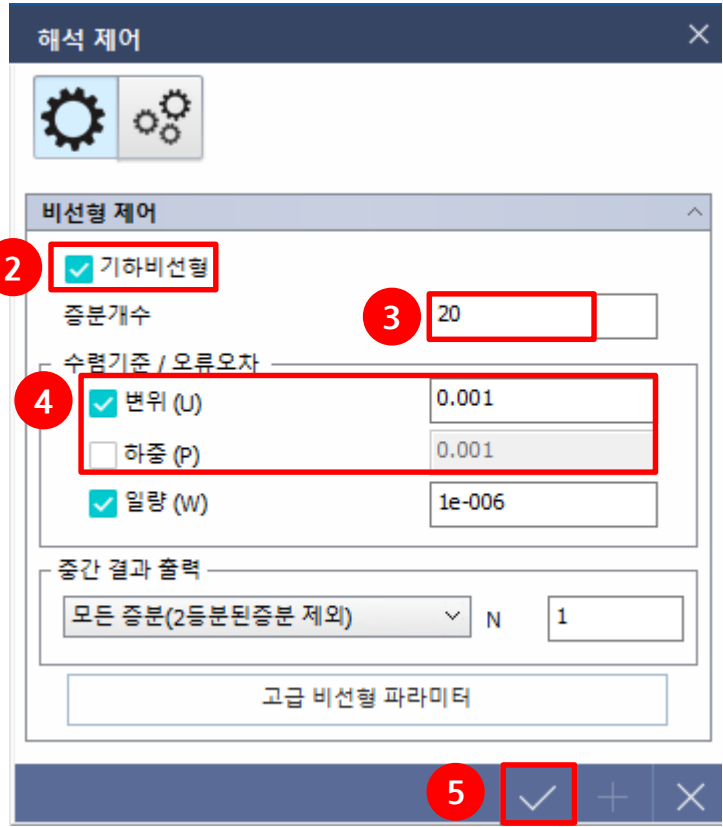 해석 제어
비선형 제어
2 기하비선형
증분개수 3 20
수렴기준 / 오류오차
4 변위 (U) 0.001
하중 (P) 0.001
일량 (W) 1e-006
중간 결과 출력
모든 증분(2등분된증분 제외) N 1
고급 비선형 파라미터
5